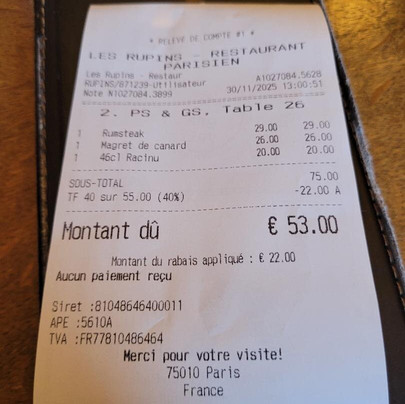 * RELEVÉ DE COMPTE #1 *
LES RUPINS - RESTAURANT
PARISIEN
Les Rupins - Restaur A1027084.5628
RUPINS/871239-Utilisateur 30/11/2025 13:00:51
Note N1027084.3899
2. PS & GS. Table 26
1 Rumsteak 29.00 29.00
1 Magret de canard 26.00 26.00
1 46cl Racinu 20.00 20.00
SOUS-TOTAL 75.00
TF 40 sur 55.00 (40%) -22.00 A
Montant dû € 53.00
Montant du rabais appliqué : € 22.00
Aucun paiement reçu
Siret :81048646400011
APE :5610A
TVA :FR77810486464
Merci pour votre visite!
75010 Paris
France